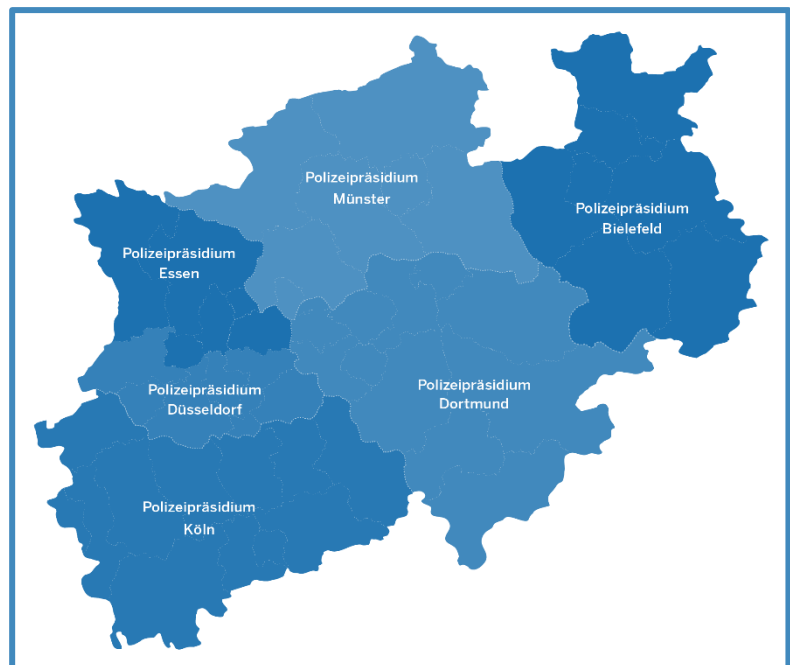 Polizeipräsidium
Münster
Polizeipräsidium
Bielefeld
Polizeipräsidium
Essen
Polizeipräsidium
Düsseldorf
Polizeipräsidium
Dortmund
Polizeipräsidium
Köln